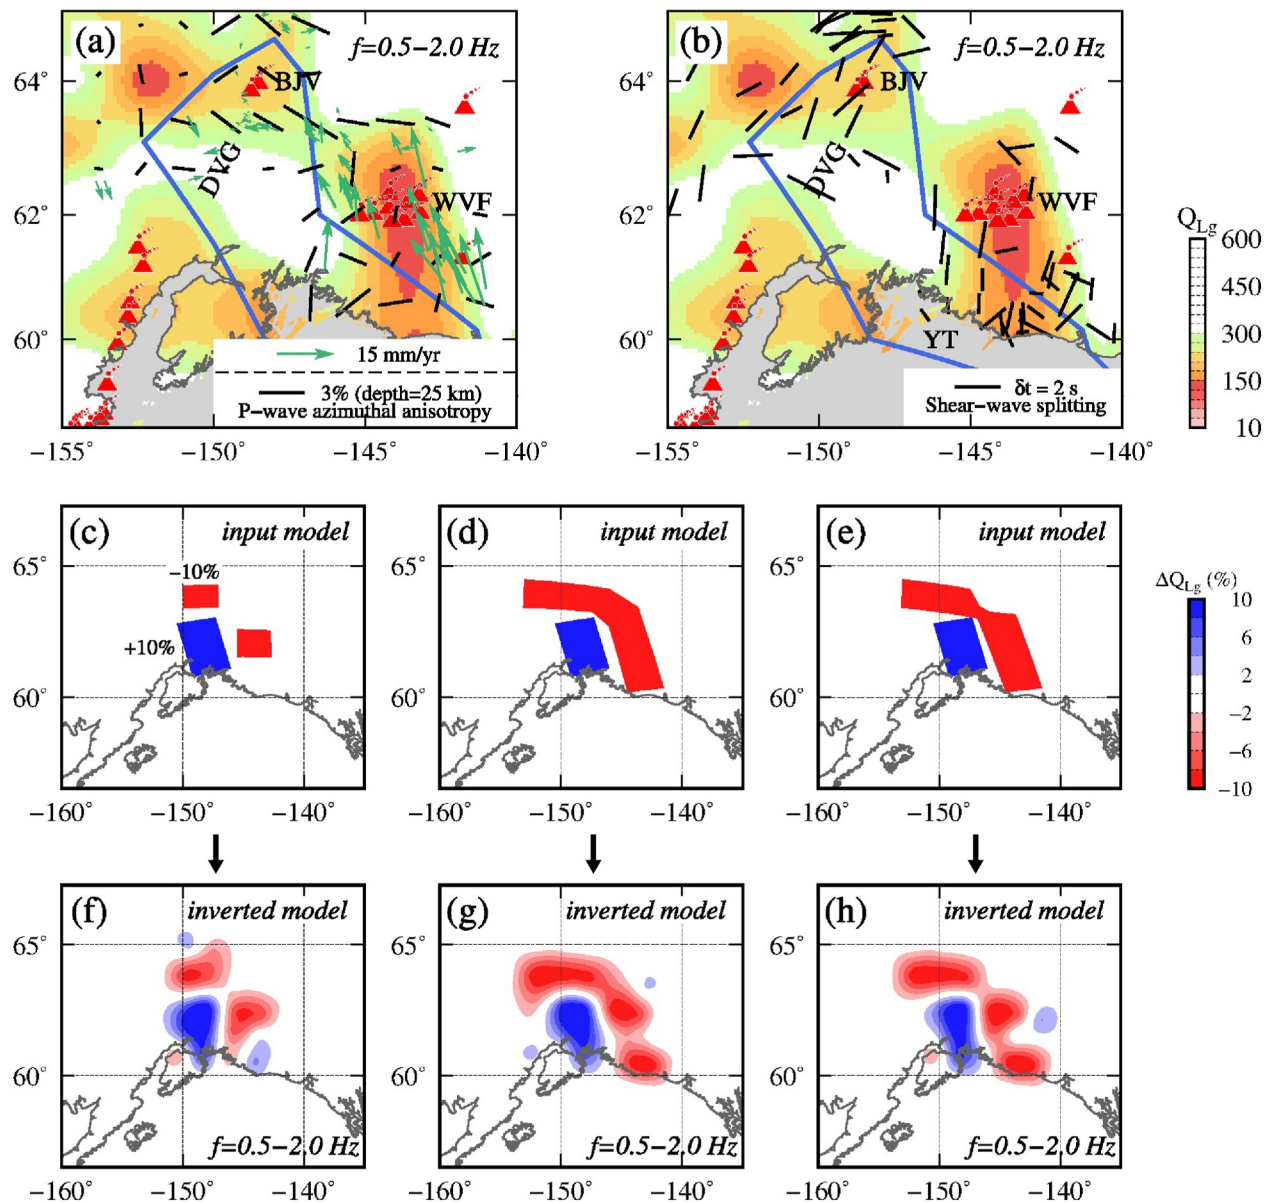 (a)
f=0.5−2.0 Hz
BJV
DVG
WVF
15 mm/yr
3% (depth=25 km)
P−wave azimuthal anisotropy
64°
62°
60°
−155° −150° −145° −140°
(b)
f=0.5−2.0 Hz
BJV
DVG
WVF
YT
δt = 2 s
Shear−wave splitting
64°
62°
60°
−155° −150° −145° −140°
QLg
600
450
300
150
10
(c)
input model
−10%
+10%
65°
60°
−160° −150° −140°
(d)
input model
65°
60°
−160° −150° −140°
(e)
input model
65°
60°
−160° −150° −140°
ΔQLg (%)
10
6
2
−2
−6
−10
(f)
inverted model
f=0.5−2.0 Hz
65°
60°
−160° −150° −140°
(g)
inverted model
f=0.5−2.0 Hz
65°
60°
−160° −150° −140°
(h)
inverted model
f=0.5−2.0 Hz
65°
60°
−160° −150° −140°